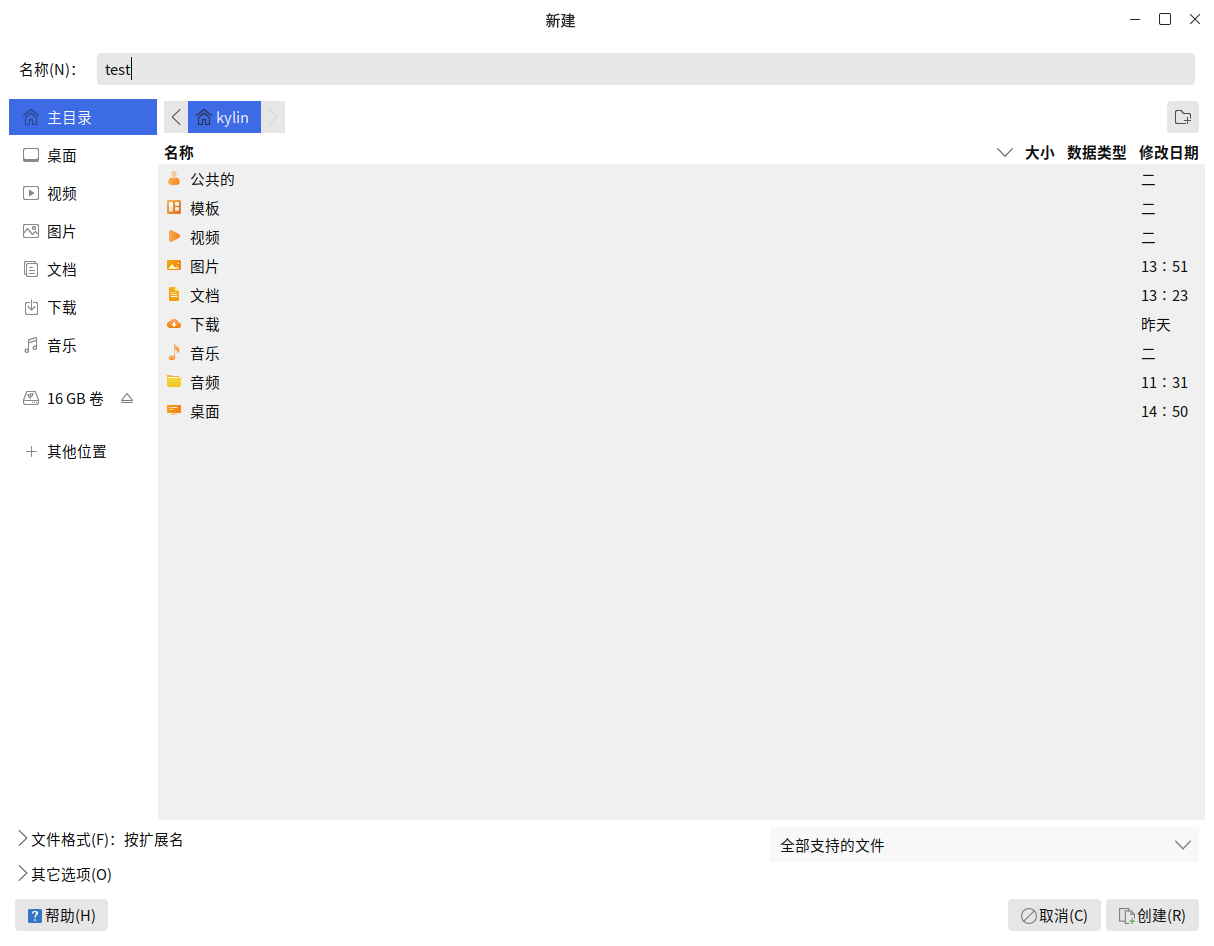 新建
名称(N)： test
主目录
桌面
视频
图片
文档
下载
音乐
16 GB 卷
其他位置
kylin
名称 大小 数据类型 修改日期
公共的 二
模板 二
视频 二
图片 13：51
文档 13：23
下载 昨天
音乐 二
音频 11：31
桌面 14：50
文件格式(F)：按扩展名
全部支持的文件
其它选项(O)
帮助(H) 取消(C) 创建(R)